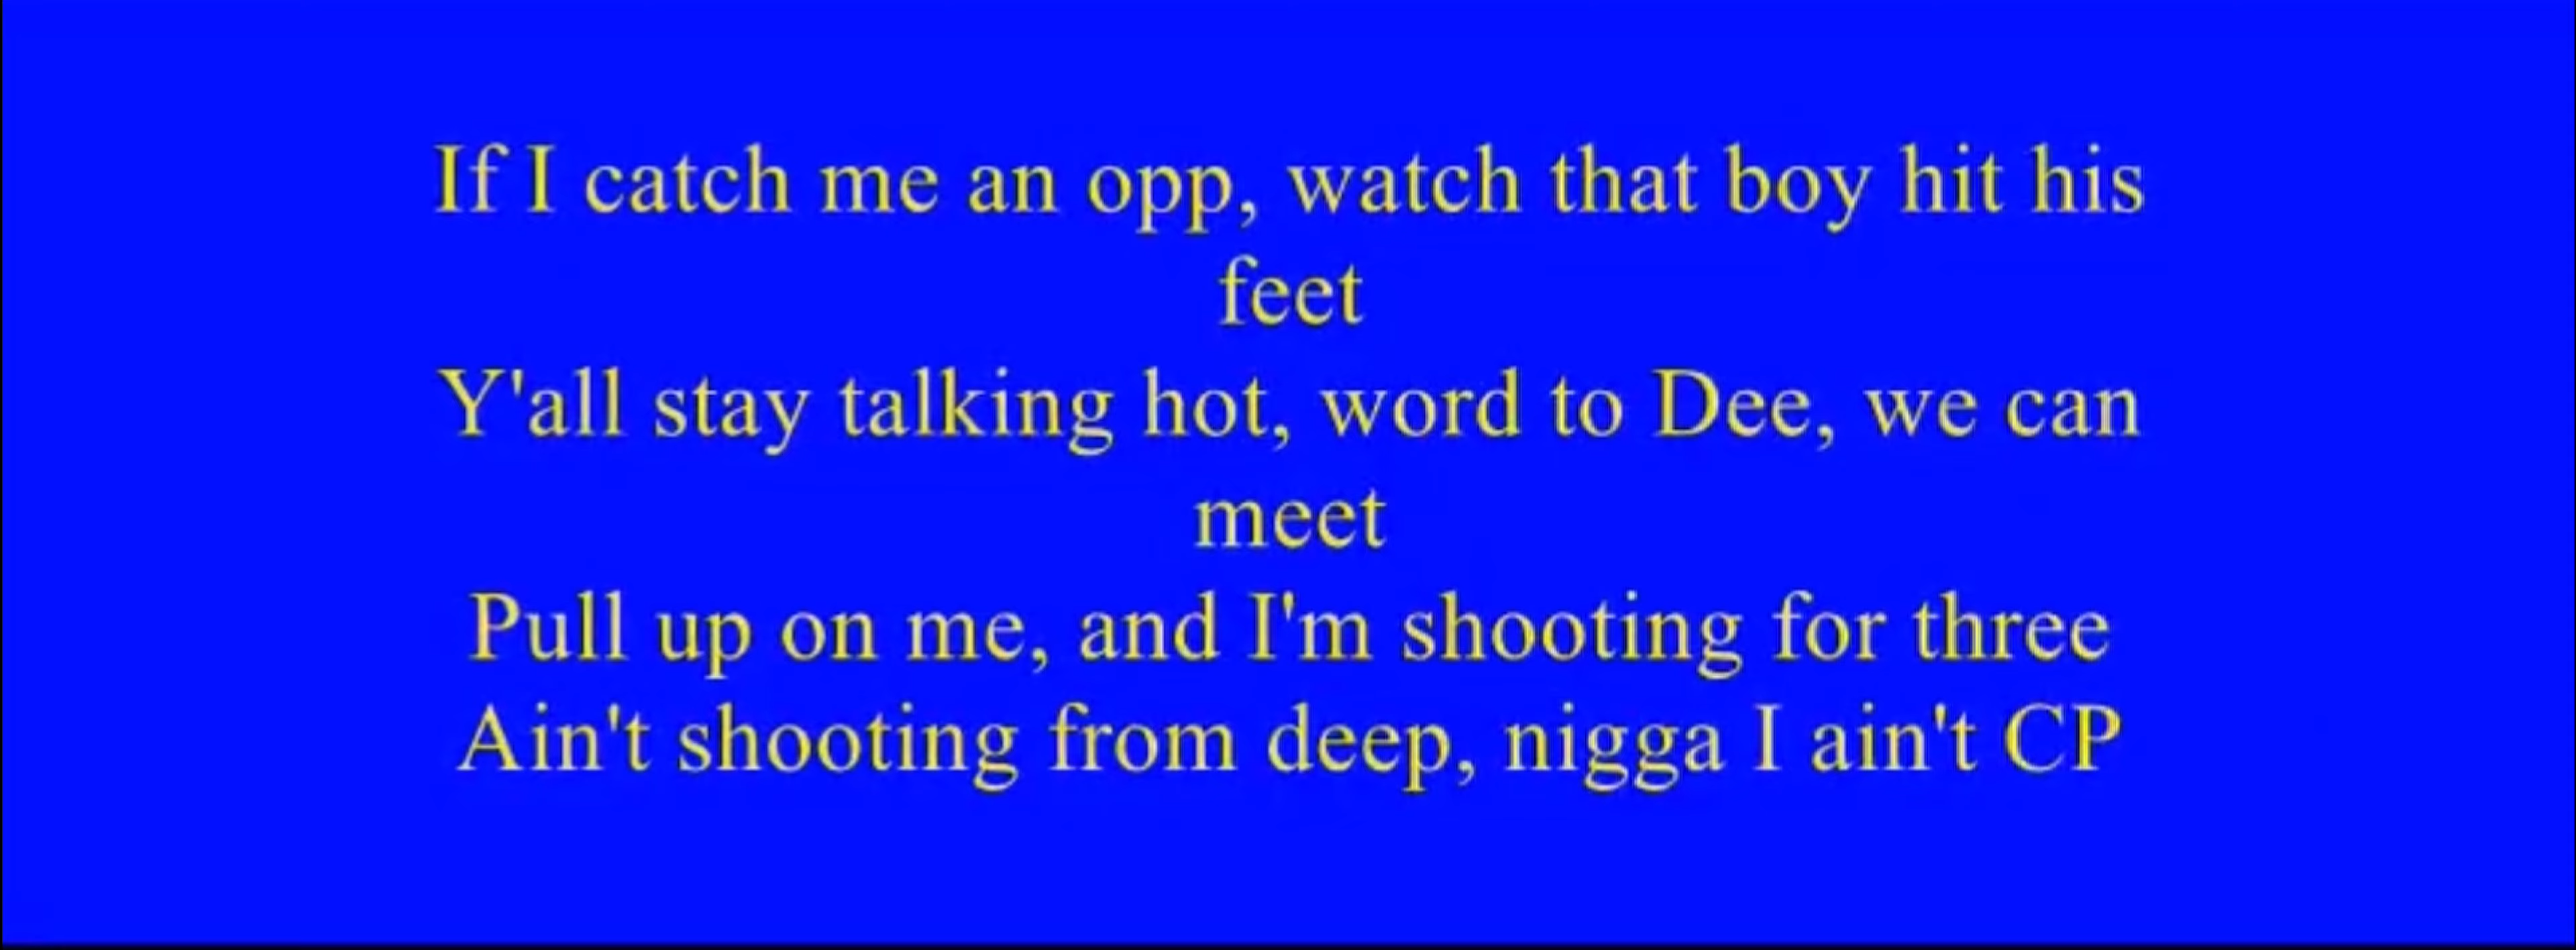 If I catch me an opp, watch that boy hit his
feet
Y'all stay talking hot, word to Dee, we can
meet
Pull up on me, and I'm shooting for three
Ain't shooting from deep, nigga I ain't CP